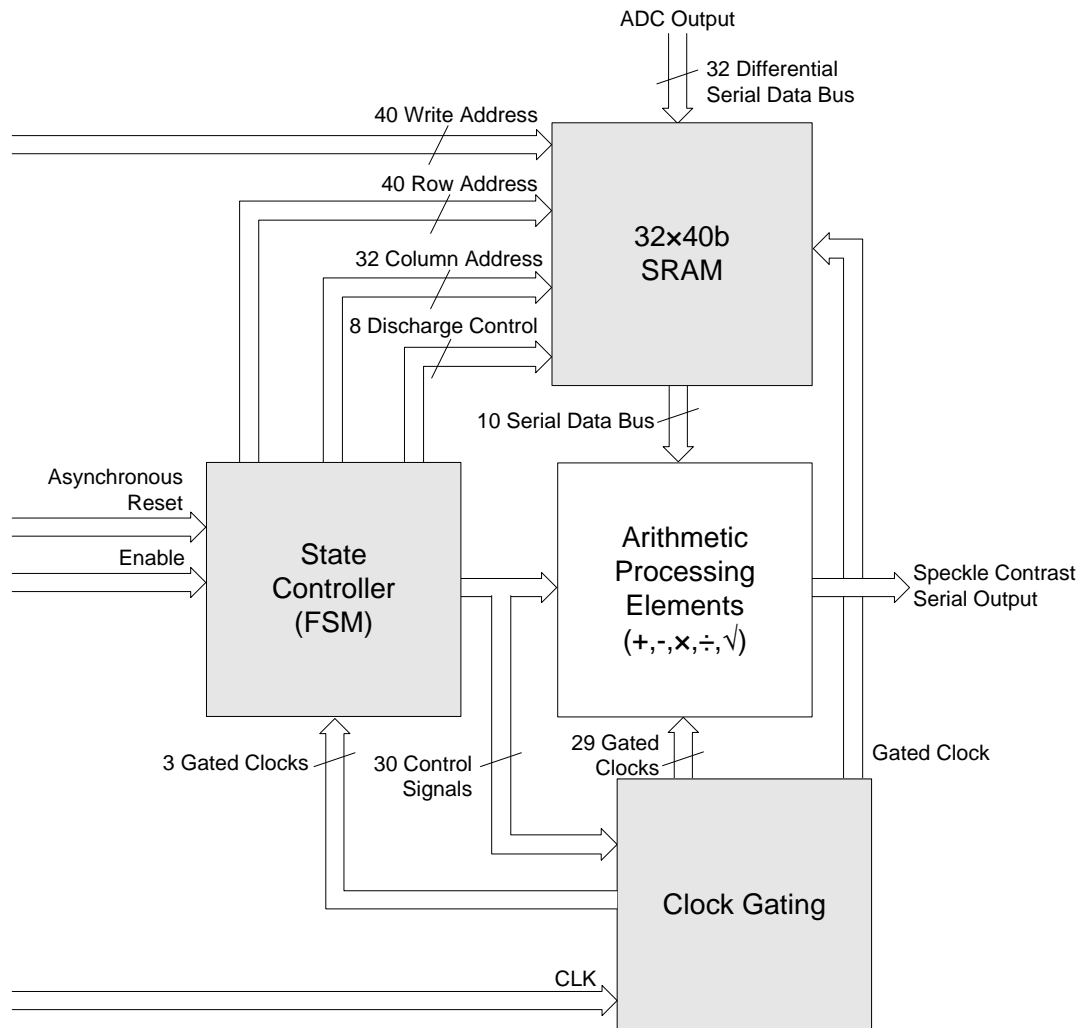 ADC Output
32 Differential
Serial Data Bus
40 Write Address
40 Row Address
32×40b
SRAM
32 Column Address
8 Discharge Control
10 Serial Data Bus
Asynchronous
Reset
Enable
State
Controller
(FSM)
Arithmetic
Processing
Elements
(+,-,×,÷,√)
Speckle Contrast
Serial Output
3 Gated Clocks
30 Control
Signals
29 Gated
Clocks
Gated Clock
Clock Gating
CLK